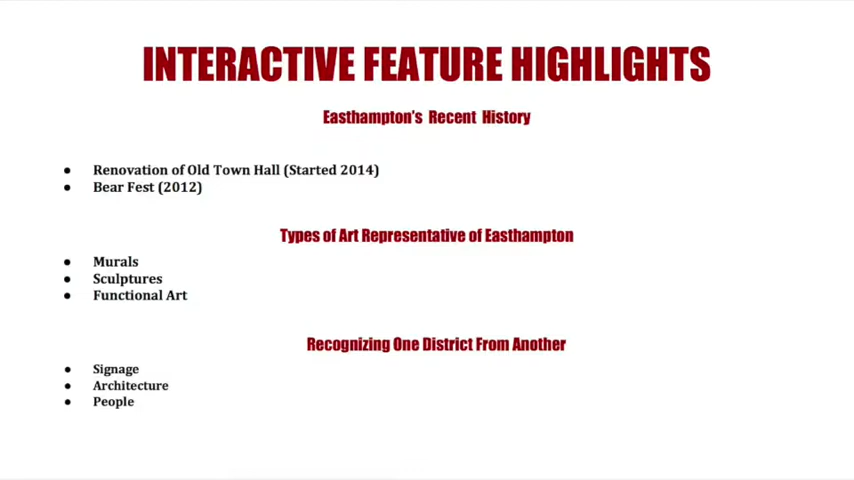 INTERACTIVE FEATURE HIGHLIGHTS
Easthampton's Recent History
● Renovation of Old Town Hall (Started 2014)
● Bear Fest (2012)
Types of Art Representative of Easthampton
● Murals
● Sculptures
● Functional Art
Recognizing One District From Another
● Signage
● Architecture
● People